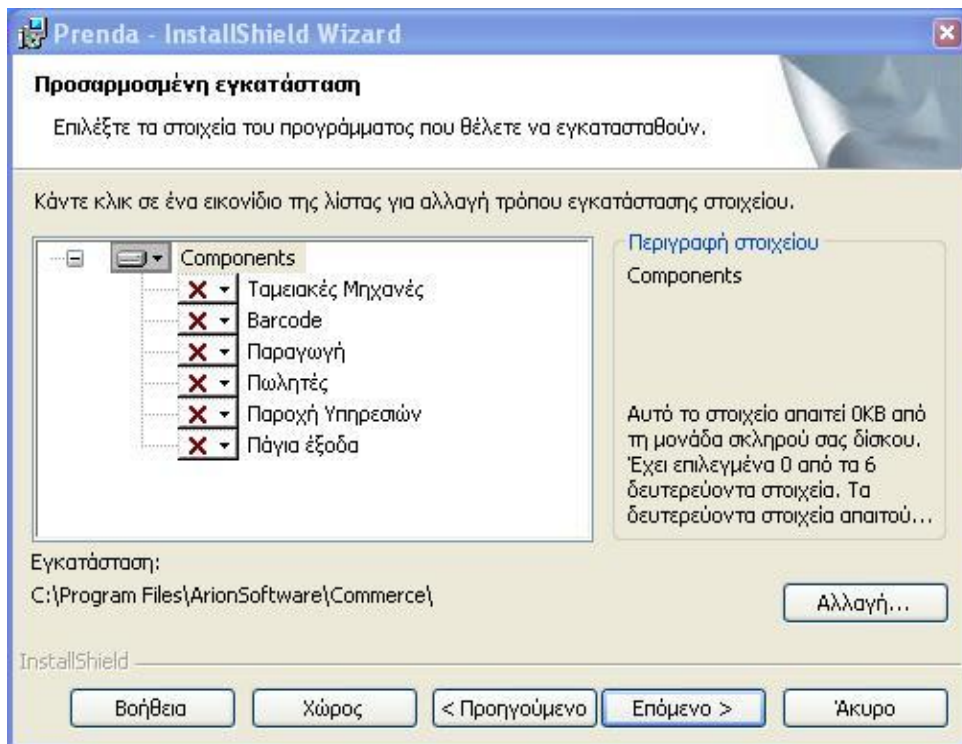 Prenda - InstallShield Wizard
Προσαρμοσμένη εγκατάσταση
Επιλέξτε τα στοιχεία του προγράμματος που θέλετε να εγκατασταθούν.
Κάντε κλικ σε ένα εικονίδιο της λίστας για αλλαγή τρόπου εγκατάστασης στοιχείου.
Components
Ταμειακές Μηχανές
Barcode
Παραγωγή
Πωλητές
Παροχή Υπηρεσιών
Πάγια έξοδα
Περιγραφή στοιχείου
Components
Αυτό το στοιχείο απαιτεί 0KB από
τη μονάδα σκληρού σας δίσκου.
Έχει επιλεγμένα 0 από τα 6
δευτερεύοντα στοιχεία. Τα
δευτερεύοντα στοιχεία απαιτού...
Εγκατάσταση:
C:\Program Files\ArionSoftware\Commerce\
Αλλαγή...
InstallShield
Βοήθεια
Χώρος
< Προηγούμενο
Επόμενο >
Άκυρο